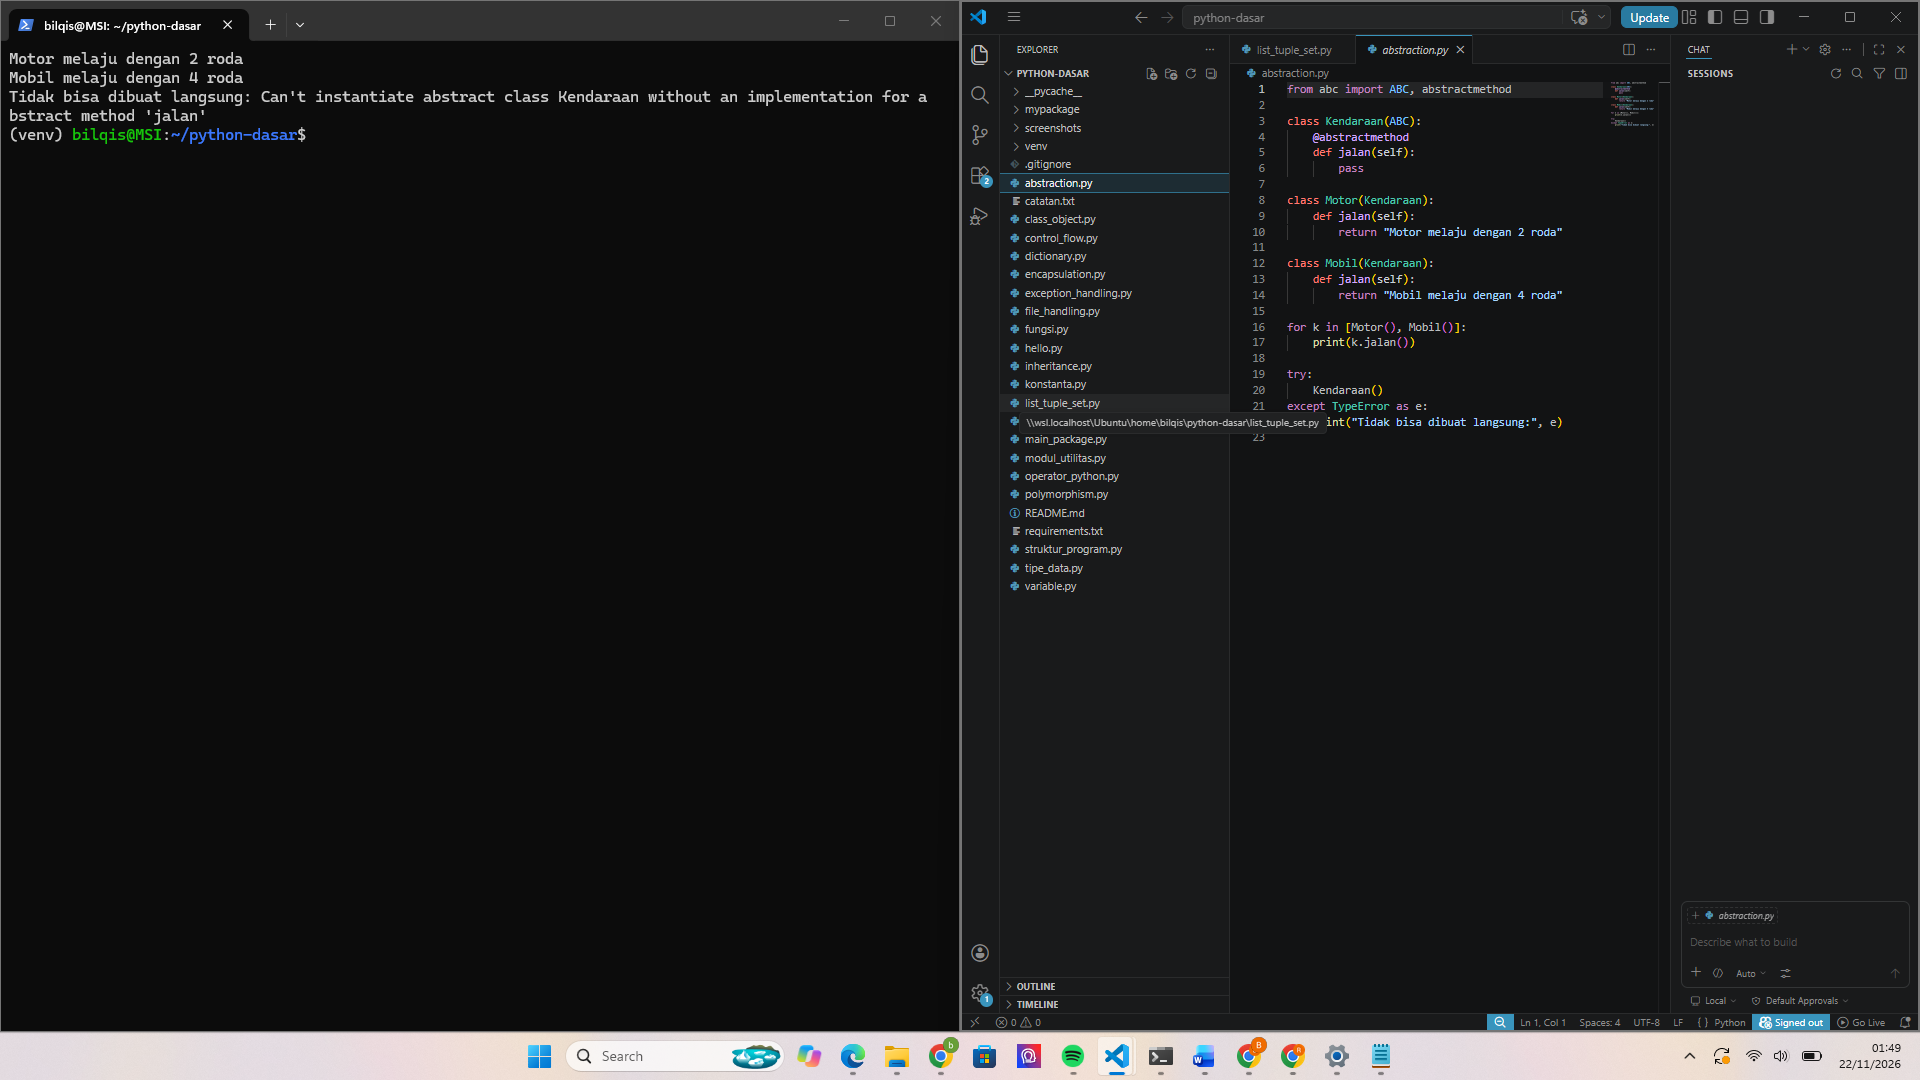 bilqis@MSI: ~/python-dasar
Motor melaju dengan 2 roda
Mobil melaju dengan 4 roda
Tidak bisa dibuat langsung: Can't instantiate abstract class Kendaraan without an implementation for a
bstract method 'jalan'
(venv) bilqis@MSI:~/python-dasar$
python-dasar
Update
EXPLORER
PYTHON-DASAR
__pycache__
mypackage
screenshots
venv
.gitignore
abstraction.py
catatan.txt
class_object.py
control_flow.py
dictionary.py
encapsulation.py
exception_handling.py
file_handling.py
fungsi.py
hello.py
inheritance.py
konstanta.py
list_tuple_set.py
\\wsl.localhost\Ubuntu\home\bilqis\python-dasar\list_tuple_set.py
main_package.py
modul_utilitas.py
operator_python.py
polymorphism.py
README.md
requirements.txt
struktur_program.py
tipe_data.py
variable.py
OUTLINE
TIMELINE
2
1
list_tuple_set.py
abstraction.py
abstraction.py
1 from abc import ABC, abstractmethod
2
3 class Kendaraan(ABC):
4 @abstractmethod
5 def jalan(self):
6 pass
7
8 class Motor(Kendaraan):
9 def jalan(self):
10 return "Motor melaju dengan 2 roda"
11
12 class Mobil(Kendaraan):
13 def jalan(self):
14 return "Mobil melaju dengan 4 roda"
15
16 for k in [Motor(), Mobil()]:
17 print(k.jalan())
18
19 try:
20 Kendaraan()
21 except TypeError as e:
int("Tidak bisa dibuat langsung:", e)
23
CHAT
SESSIONS
abstraction.py
Describe what to build
Auto
Local
Default Approvals
0 0
Ln 1, Col 1
Spaces: 4
UTF-8
LF
{ } Python
Signed out
Go Live
Search
01:49
22/11/2026